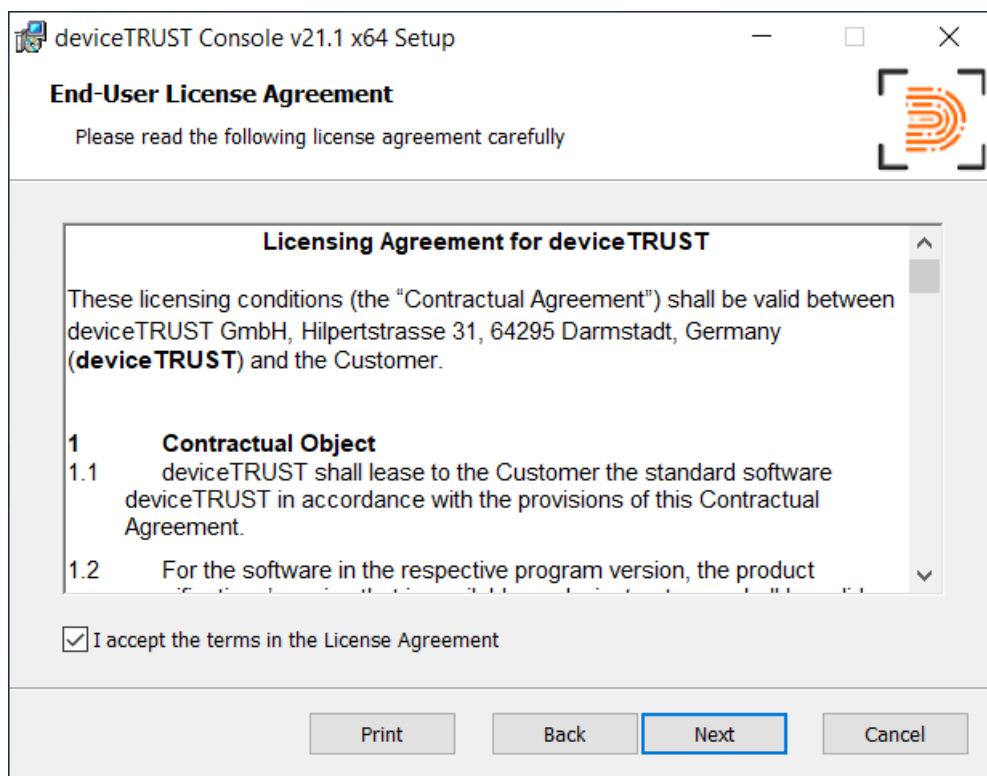 deviceTRUST Console v21.1 x64 Setup
End-User License Agreement
Please read the following license agreement carefully
Licensing Agreement for deviceTRUST
These licensing conditions (the “Contractual Agreement”) shall be valid between
deviceTRUST GmbH, Hilpertstrasse 31, 64295 Darmstadt, Germany
(deviceTRUST) and the Customer.
1 Contractual Object
1.1 deviceTRUST shall lease to the Customer the standard software
deviceTRUST in accordance with the provisions of this Contractual
Agreement.
1.2 For the software in the respective program version, the product
I accept the terms in the License Agreement
Print Back Next Cancel